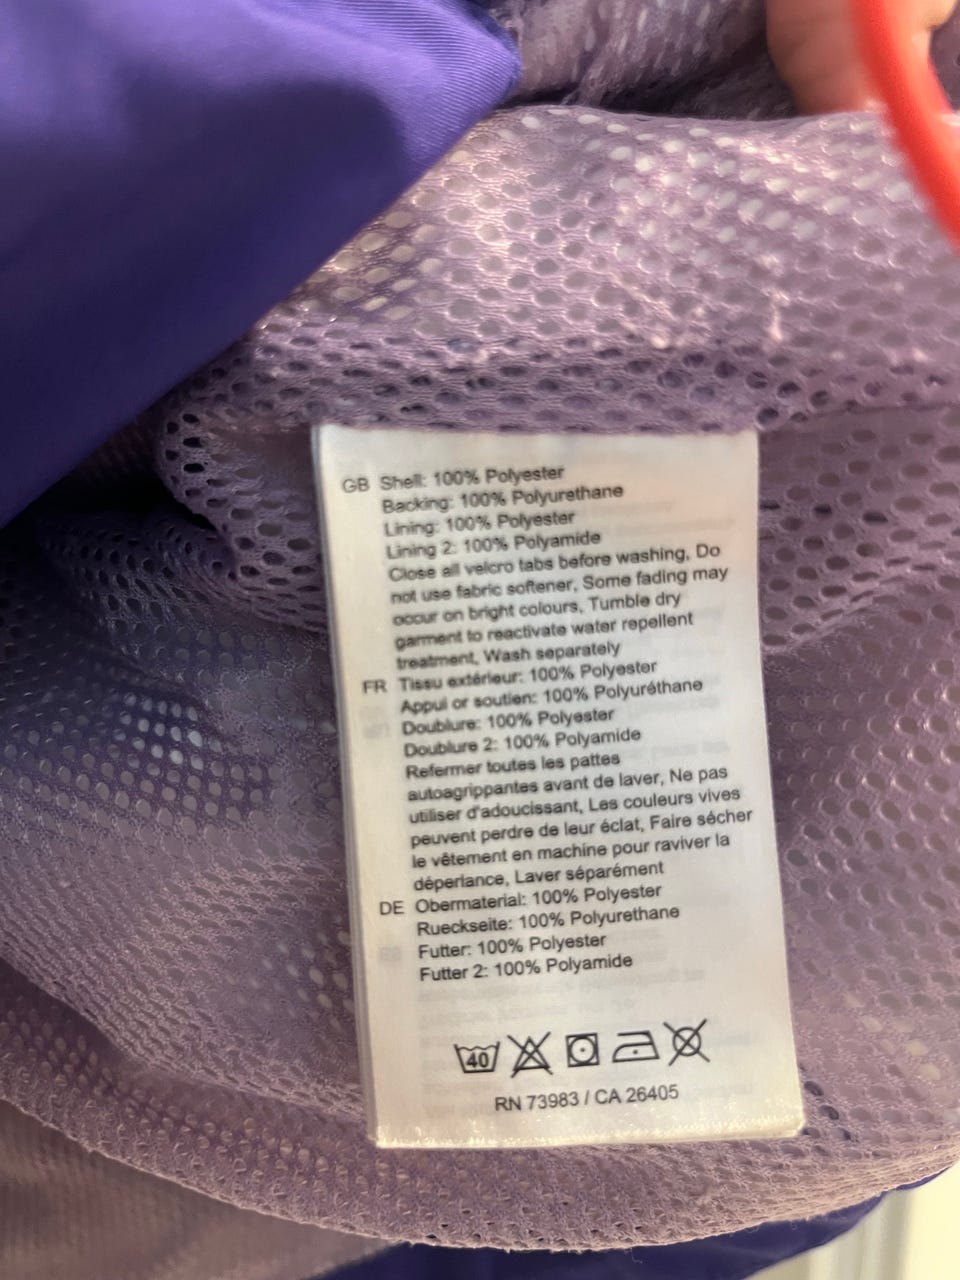 GB Shell: 100% Polyester
Backing: 100% Polyurethane
Lining: 100% Polyester
Lining 2: 100% Polyamide
Close all velcro tabs before washing, Do
not use fabric softener, Some fading may
occur on bright colours, Tumble dry
garment to reactivate water repellent
treatment, Wash separately
FR Tissu extérieur: 100% Polyester
Appui or soutien: 100% Polyuréthane
Doublure: 100% Polyester
Doublure 2: 100% Polyamide
Refermer toutes les pattes
autoagrippantes avant de laver, Ne pas
utiliser d'adoucissant, Les couleurs vives
peuvent perdre de leur éclat, Faire sécher
le vêtement en machine pour raviver la
déperlance, Laver séparément
DE Obermaterial: 100% Polyester
Rueckseite: 100% Polyurethane
Futter: 100% Polyester
Futter 2: 100% Polyamide
40
RN 73983 / CA 26405